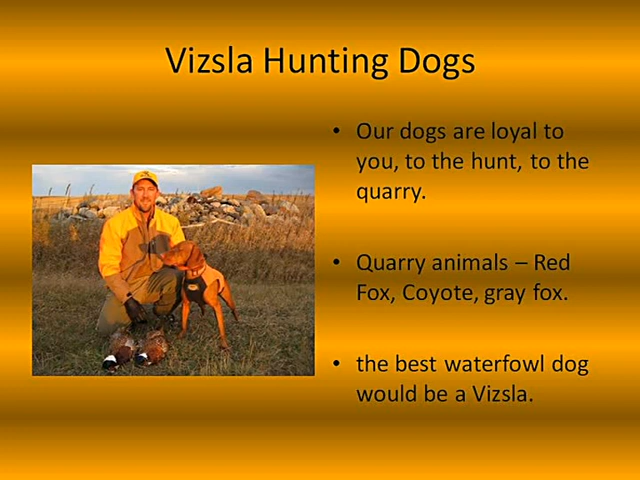 Vizsla Hunting Dogs
• Our dogs are loyal to
you, to the hunt, to the
quarry.
• Quarry animals – Red
Fox, Coyote, gray fox.
• the best waterfowl dog
would be a Vizsla.